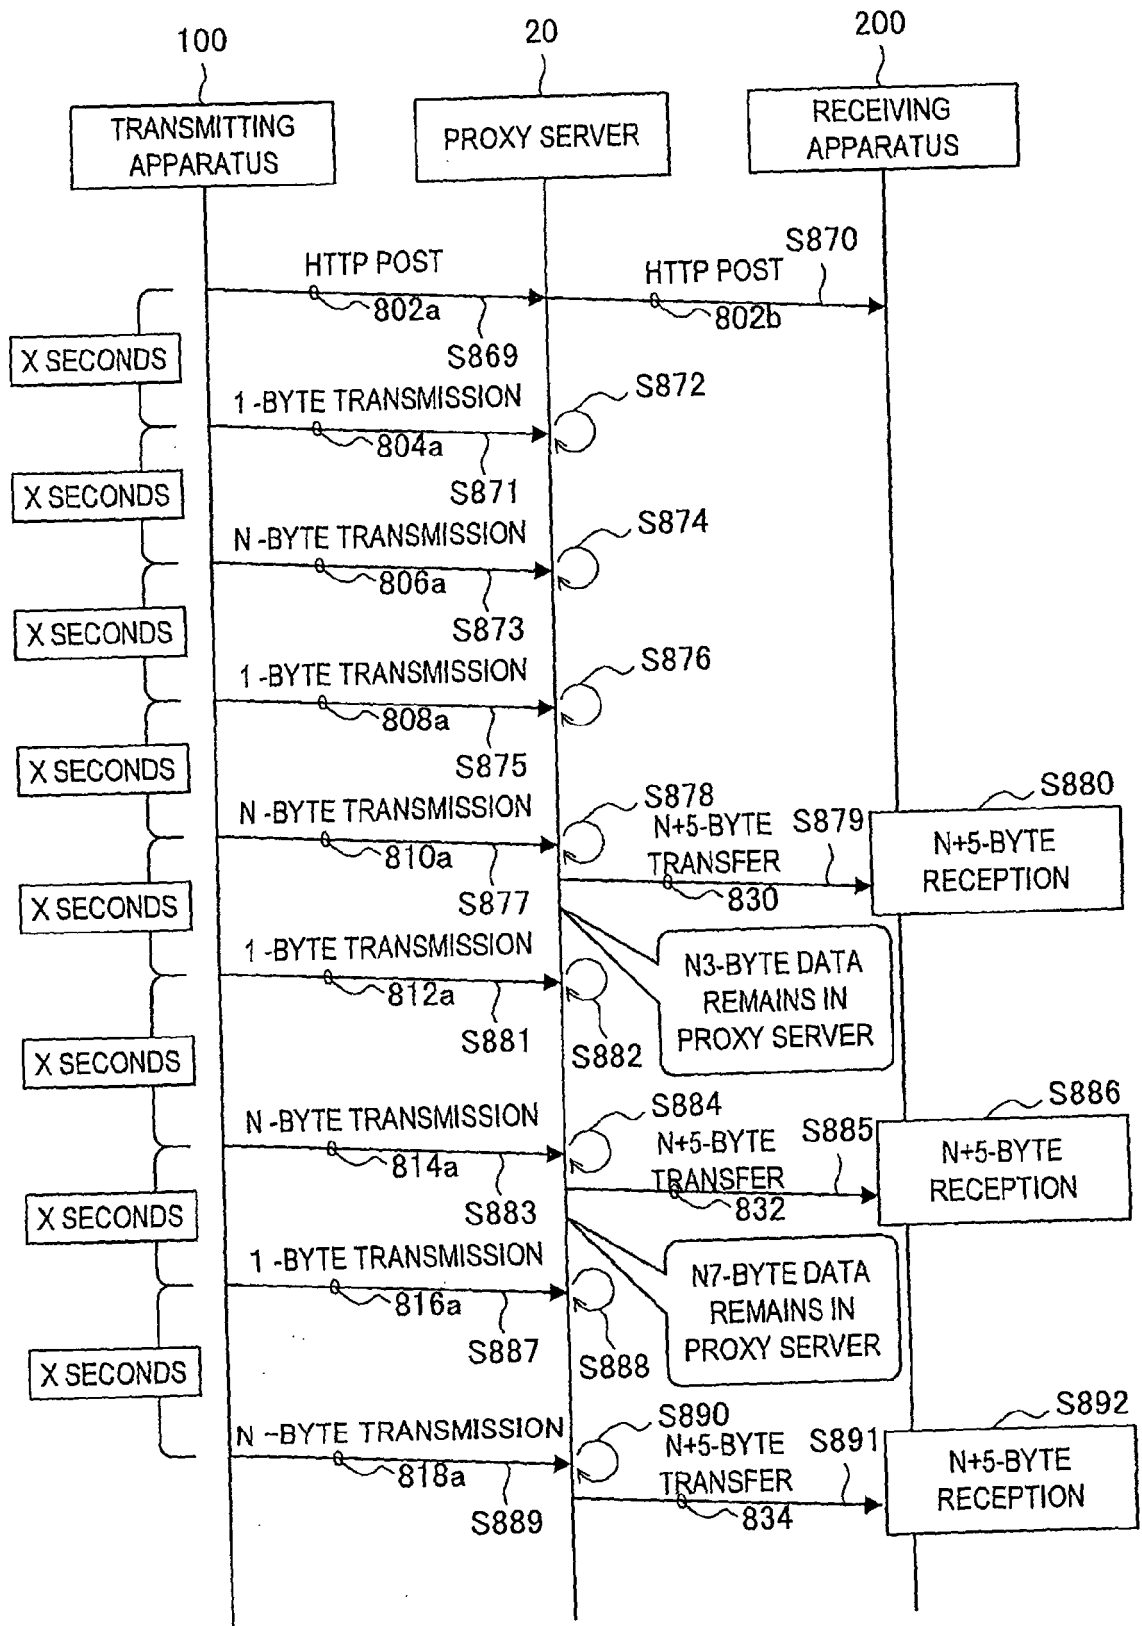 100
20
200
TRANSMITTING
APPARATUS
PROXY SERVER
RECEIVING
APPARATUS
HTTP POST
802a
S869
HTTP POST
802b
S870
X SECONDS
1-BYTE TRANSMISSION
804a
S871
S872
X SECONDS
N-BYTE TRANSMISSION
806a
S873
S874
X SECONDS
1-BYTE TRANSMISSION
808a
S875
S876
X SECONDS
N-BYTE TRANSMISSION
810a
S877
S878
N+5-BYTE
TRANSFER
830
S879
S880
N+5-BYTE
RECEPTION
X SECONDS
1-BYTE TRANSMISSION
812a
S881
S882
N3-BYTE DATA
REMAINS IN
PROXY SERVER
X SECONDS
N-BYTE TRANSMISSION
814a
S883
S884
N+5-BYTE
TRANSFER
832
S885
S886
N+5-BYTE
RECEPTION
X SECONDS
1-BYTE TRANSMISSION
816a
S887
S888
N7-BYTE DATA
REMAINS IN
PROXY SERVER
X SECONDS
N-BYTE TRANSMISSION
818a
S889
S890
N+5-BYTE
TRANSFER
834
S891
S892
N+5-BYTE
RECEPTION